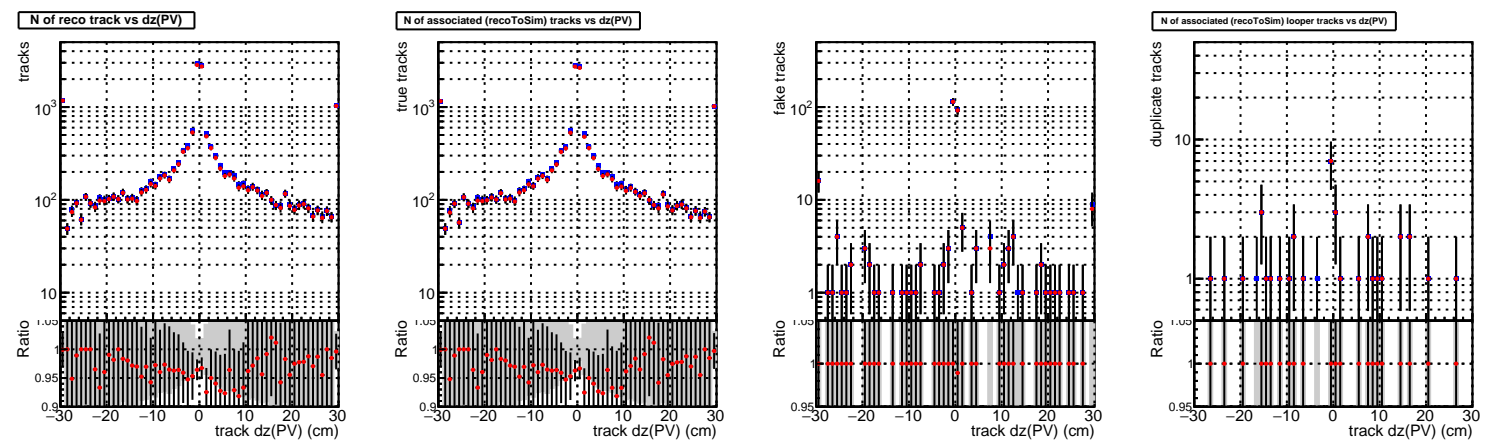 N of reco track vs dz(PV)
tracks
10³
10²
10
Ratio
1.05
1
0.95
0.9
−30 −20 −10 0 10 20 30
track dz(PV) (cm)
N of associated (recoToSim) tracks vs dz(PV)
true tracks
10³
10²
10
Ratio
1.05
1
0.95
0.9
−30 −20 −10 0 10 20 30
track dz(PV) (cm)
fake tracks
10²
10
1
Ratio
1.05
1
0.95
−30 −20 −10 0 10 20 30
track dz(PV) (cm)
N of associated (recoToSim) looper tracks vs dz(PV)
duplicate tracks
10
1
Ratio
1.05
1
0.95
−30 −20 −10 0 10 20 30
track dz(PV) (cm)